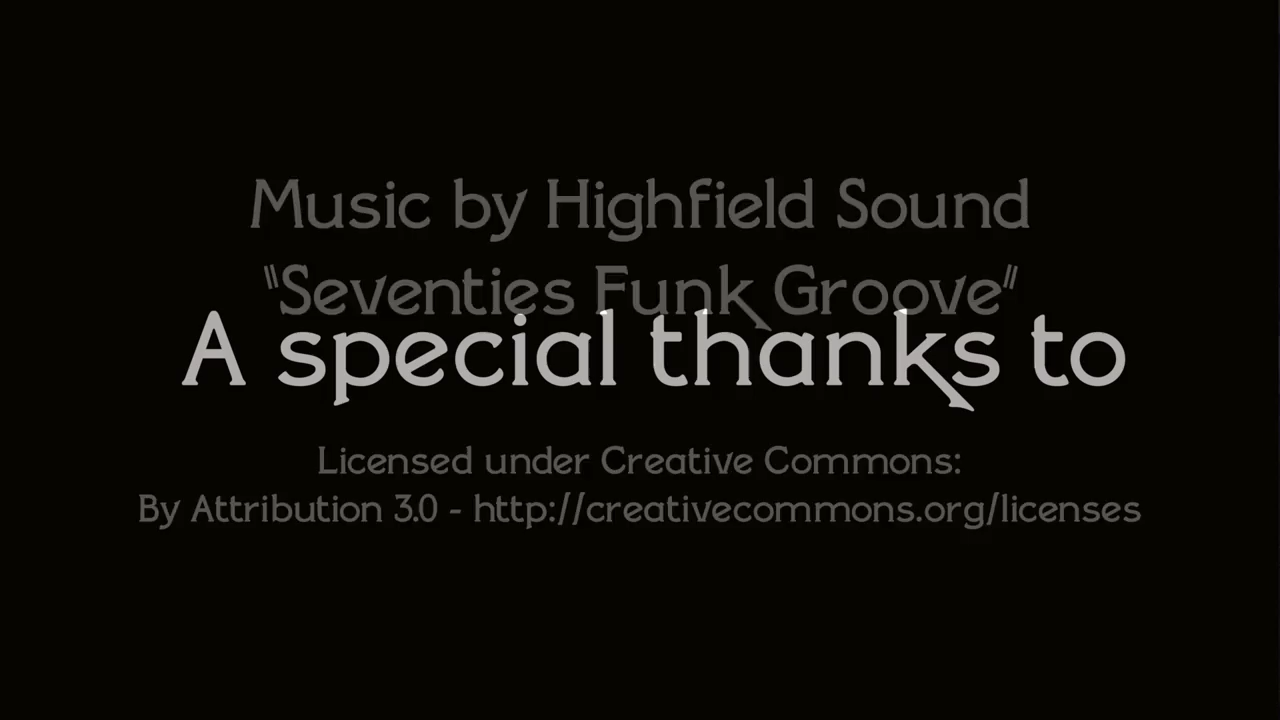 Music by Highfield Sound
"Seventies Funk Groove"
A special thanks to
Licensed under Creative Commons:
By Attribution 3.0 - http://creativecommons.org/licenses